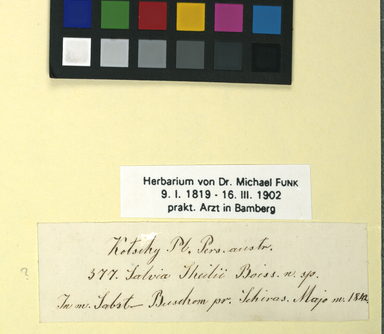 Herbarium von Dr. Michael FUNK
9. I. 1819 - 16. III. 1902
prakt. Arzt in Bamberg
Kotschy Pl. Pers. austr.
377. Salvia Sheilii Boiss. n. sp.
In m. Sabst- Buschom pr. Schiras. Majo m. 1842
?